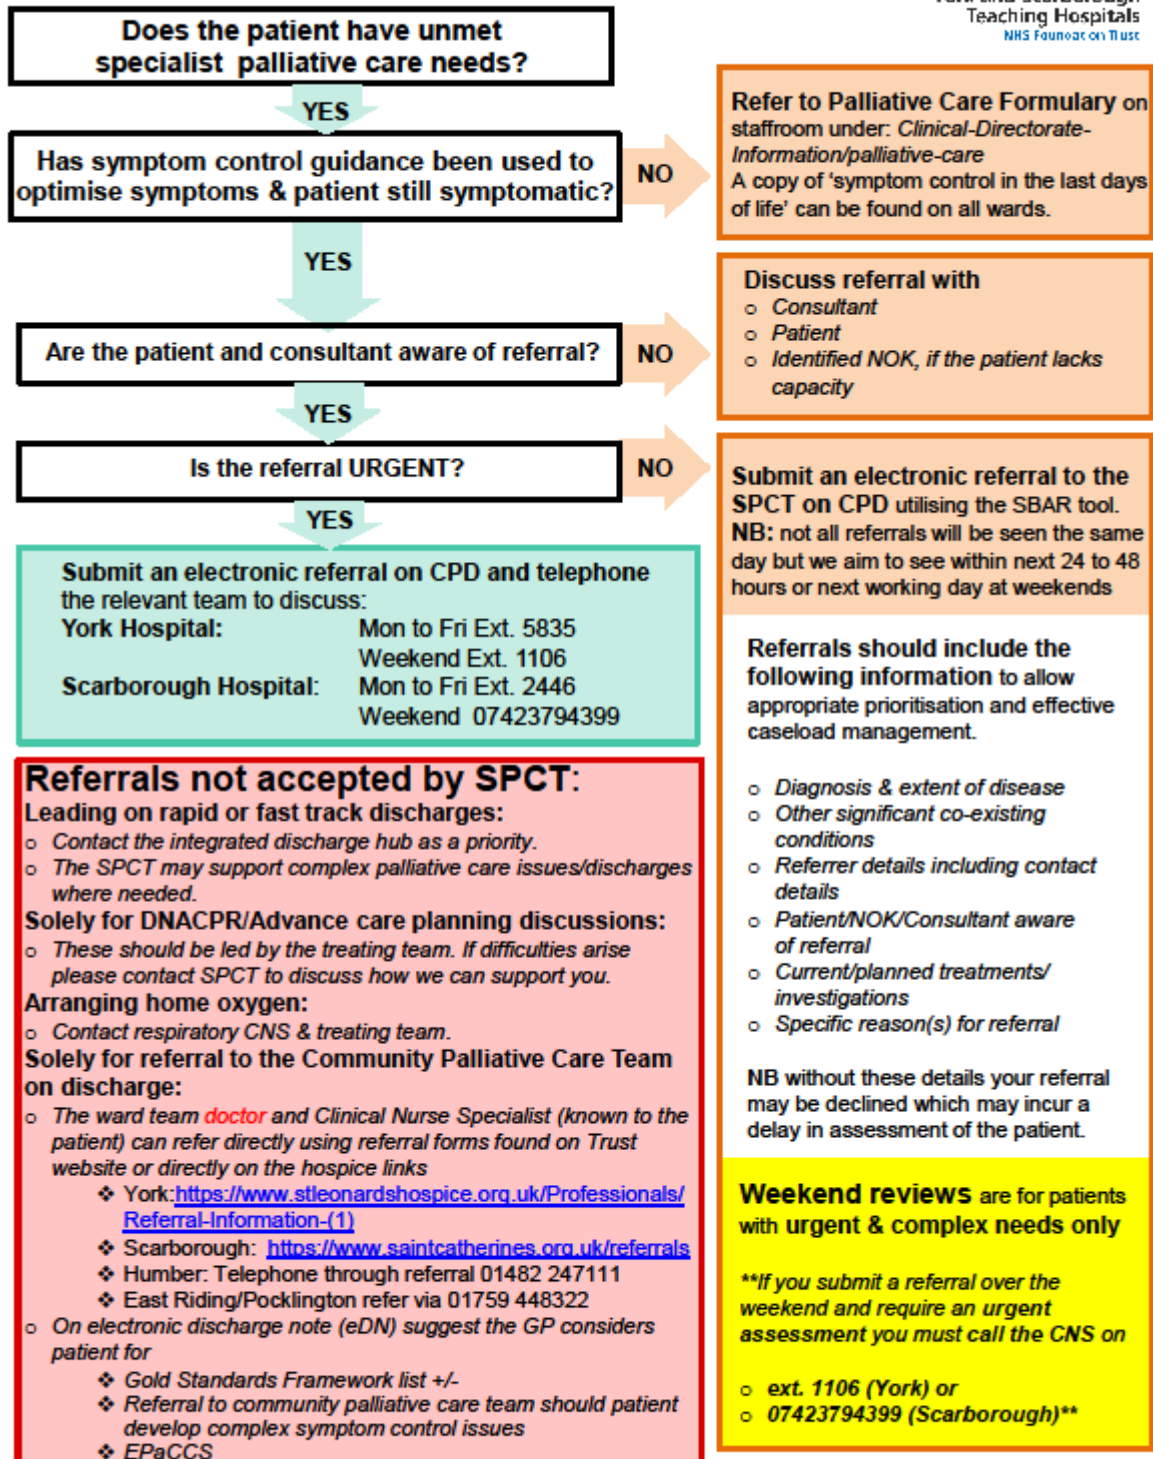 Teaching Hospitals
NHS Foundation Trust
Does the patient have unmet
specialist palliative care needs?
YES
Has symptom control guidance been used to
optimise symptoms & patient still symptomatic?
NO
Refer to Palliative Care Formulary on
staffroom under: Clinical-Directorate-
Information/palliative-care
A copy of ‘symptom control in the last days
of life’ can be found on all wards.
YES
Are the patient and consultant aware of referral?
NO
Discuss referral with
o Consultant
o Patient
o Identified NOK, if the patient lacks
capacity
YES
Is the referral URGENT?
NO
Submit an electronic referral to the
SPCT on CPD utilising the SBAR tool.
NB: not all referrals will be seen the same
day but we aim to see within next 24 to 48
hours or next working day at weekends
YES
Submit an electronic referral on CPD and telephone
the relevant team to discuss:
York Hospital: Mon to Fri Ext. 5835
Weekend Ext. 1106
Scarborough Hospital: Mon to Fri Ext. 2446
Weekend 07423794399
Referrals should include the
following information to allow
appropriate prioritisation and effective
caseload management.
o Diagnosis & extent of disease
o Other significant co-existing
conditions
o Referrer details including contact
details
o Patient/NOK/Consultant aware
of referral
o Current/planned treatments/
investigations
o Specific reason(s) for referral
NB without these details your referral
may be declined which may incur a
delay in assessment of the patient.
Weekend reviews are for patients
with urgent & complex needs only
**If you submit a referral over the
weekend and require an urgent
assessment you must call the CNS on
o ext. 1106 (York) or
o 07423794399 (Scarborough)**
Referrals not accepted by SPCT:
Leading on rapid or fast track discharges:
o Contact the integrated discharge hub as a priority.
o The SPCT may support complex palliative care issues/discharges
where needed.
Solely for DNACPR/Advance care planning discussions:
o These should be led by the treating team. If difficulties arise
please contact SPCT to discuss how we can support you.
Arranging home oxygen:
o Contact respiratory CNS & treating team.
Solely for referral to the Community Palliative Care Team
on discharge:
o The ward team doctor and Clinical Nurse Specialist (known to the
patient) can refer directly using referral forms found on Trust
website or directly on the hospice links
❖ York:https://www.stleonardshospice.org.uk/Professionals/
Referral-Information-(1)
❖ Scarborough: https://www.saintcatherines.org.uk/referrals
❖ Humber: Telephone through referral 01482 247111
❖ East Riding/Pocklington refer via 01759 448322
o On electronic discharge note (eDN) suggest the GP considers
patient for
❖ Gold Standards Framework list +/-
❖ Referral to community palliative care team should patient
develop complex symptom control issues
❖ EPaCCS